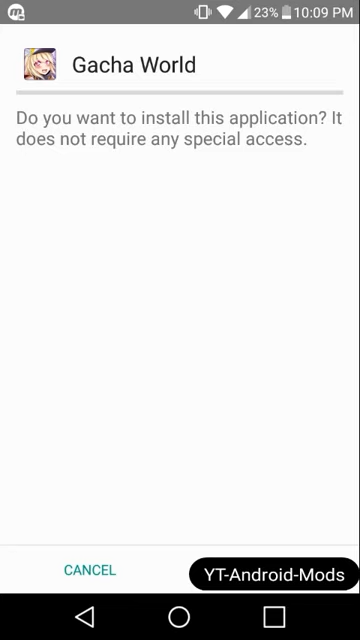 23% 10:09 PM
Gacha World
Do you want to install this application? It
does not require any special access.
CANCEL
YT-Android-Mods